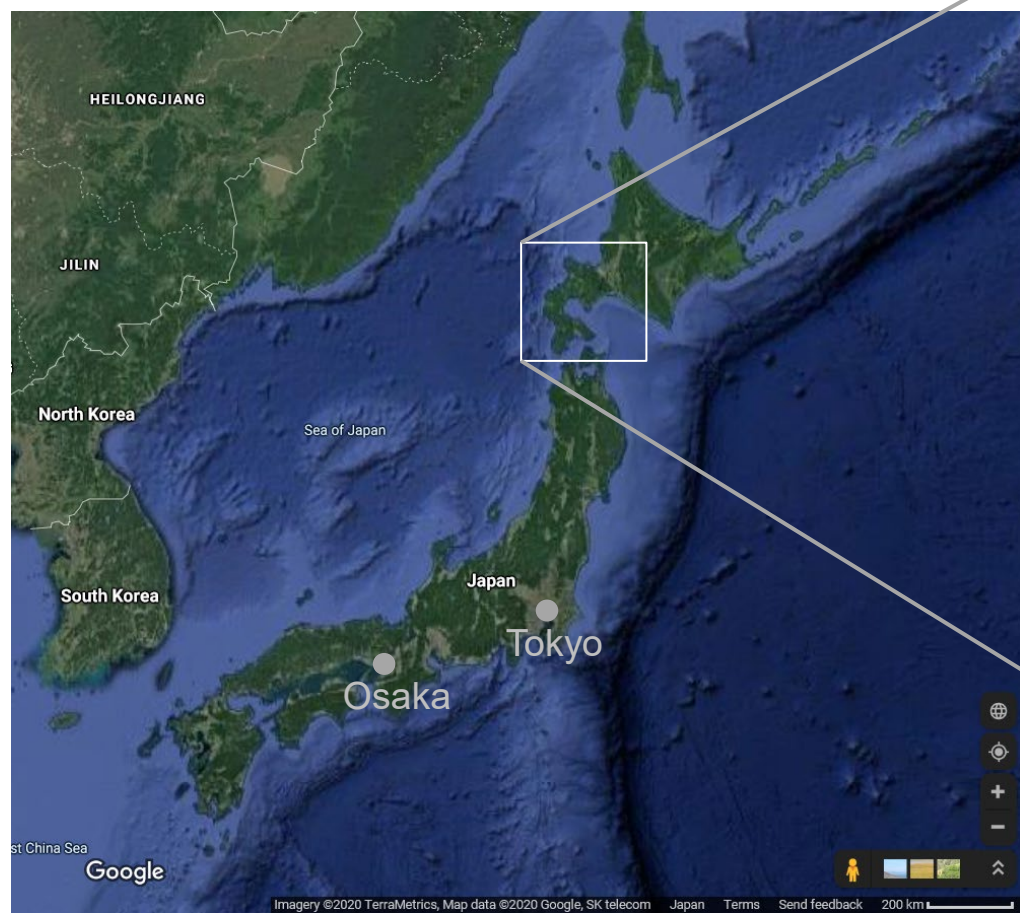 HEILONGJIANG
JILIN
North Korea
Sea of Japan
Japan
South Korea
Tokyo
Osaka
st China Sea
Google
Imagery ©2020 TerraMetrics, Map data ©2020 Google, SK telecom Japan Terms Send feedback 200 km